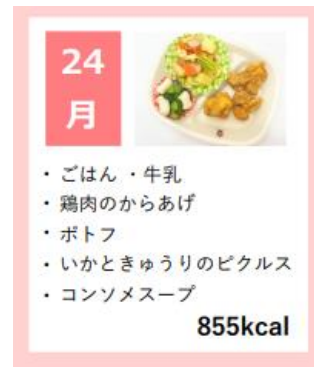 24
月
・ごはん ・牛乳
・鶏肉のからあげ
・ポトフ
・いかときゅうりのピクルス
・コンソメスープ
855kcal